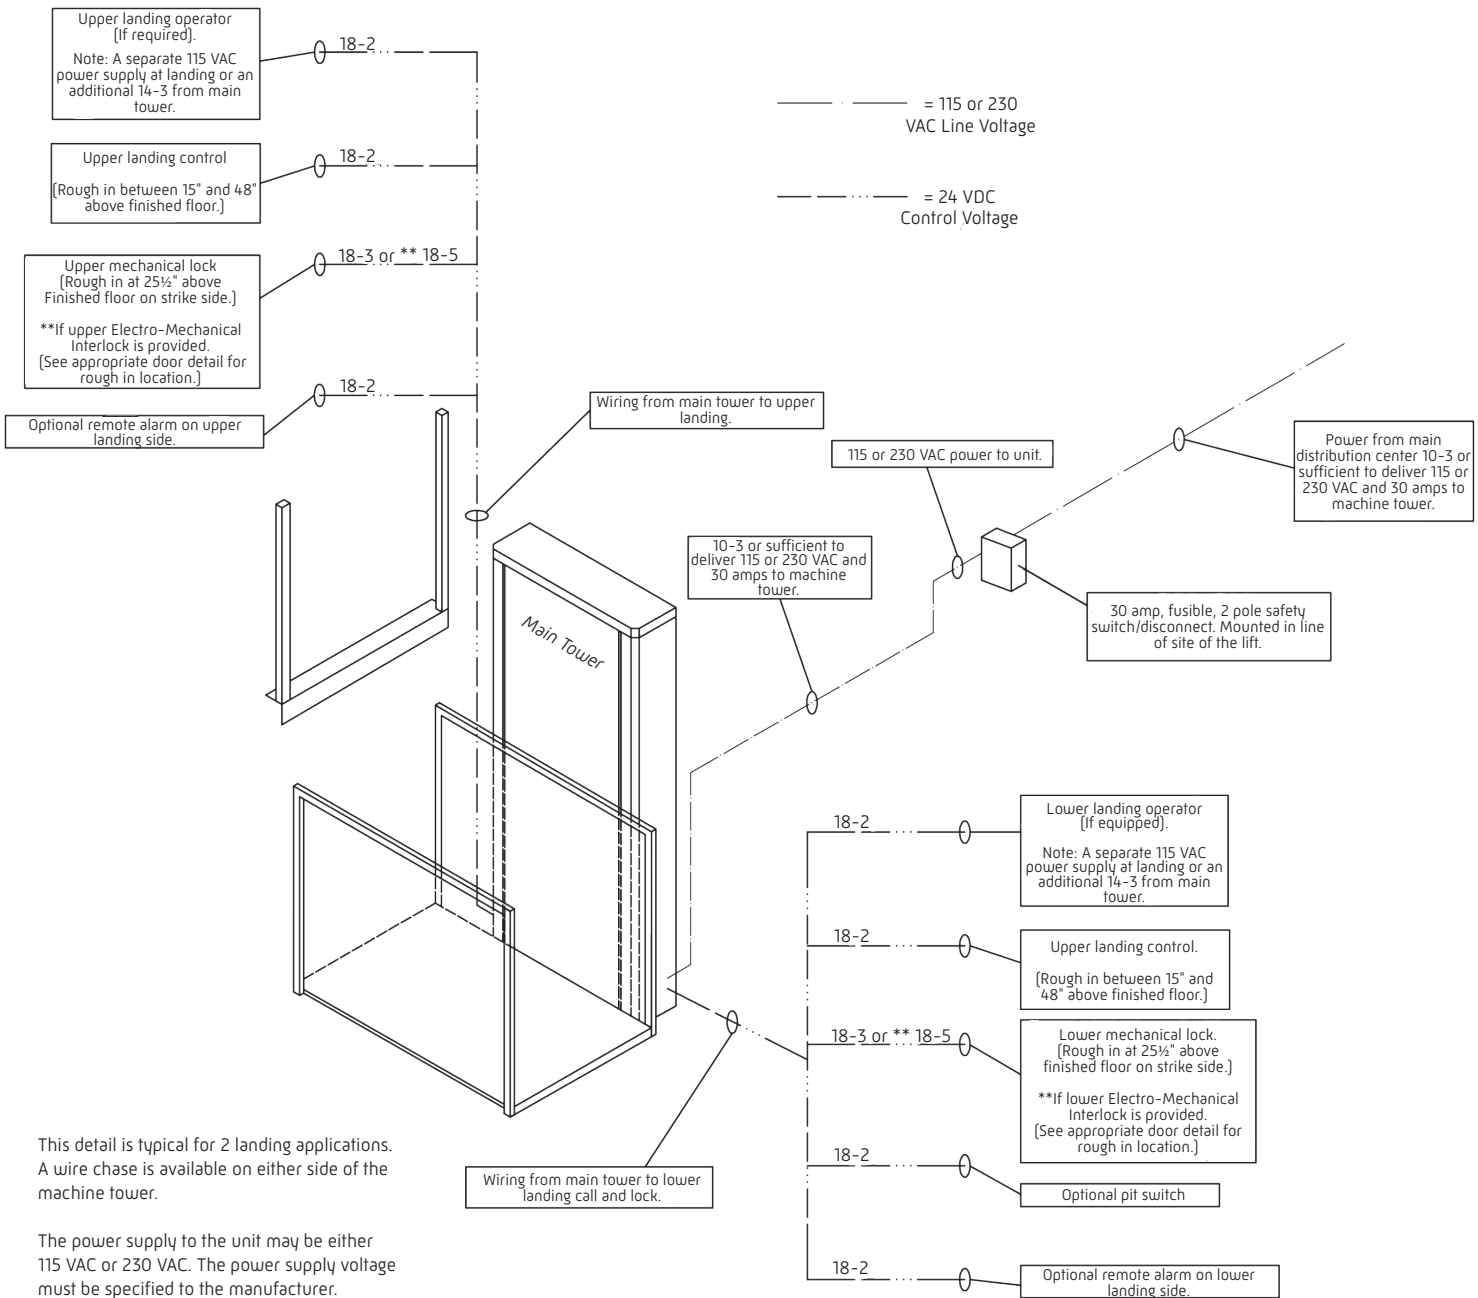 Upper landing operator
(If required).
Note: A separate 115 VAC
power supply at landing or an
additional 14-3 from main
tower.
18-2
Upper landing control
(Rough in between 15" and 48"
above finished floor.)
18-2
Upper mechanical lock
(Rough in at 25½" above
Finished floor on strike side.)
**If upper Electro-Mechanical
Interlock is provided.
(See appropriate door detail for
rough in location.)
18-3 or ** 18-5
Optional remote alarm on upper
landing side.
18-2
= 115 or 230
VAC Line Voltage
= 24 VDC
Control Voltage
Wiring from main tower to upper
landing.
115 or 230 VAC power to unit.
Power from main
distribution center 10-3 or
sufficient to deliver 115 or
230 VAC and 30 amps to
machine tower.
10-3 or sufficient to
deliver 115 or 230 VAC and
30 amps to machine
tower.
30 amp, fusible, 2 pole safety
switch/disconnect. Mounted in line
of site of the lift.
Main Tower
18-2
Lower landing operator
(If equipped).
Note: A separate 115 VAC
power supply at landing or an
additional 14-3 from main
tower.
18-2
Upper landing control.
(Rough in between 15" and
48" above finished floor.)
18-3 or ** 18-5
Lower mechanical lock.
(Rough in at 25½" above
finished floor on strike side.)
**If lower Electro-Mechanical
Interlock is provided.
(See appropriate door detail for
rough in location.)
18-2
Optional pit switch
18-2
Optional remote alarm on lower
landing side.
Wiring from main tower to lower
landing call and lock.
This detail is typical for 2 landing applications.
A wire chase is available on either side of the
machine tower.
The power supply to the unit may be either
115 VAC or 230 VAC. The power supply voltage
must be specified to the manufacturer.